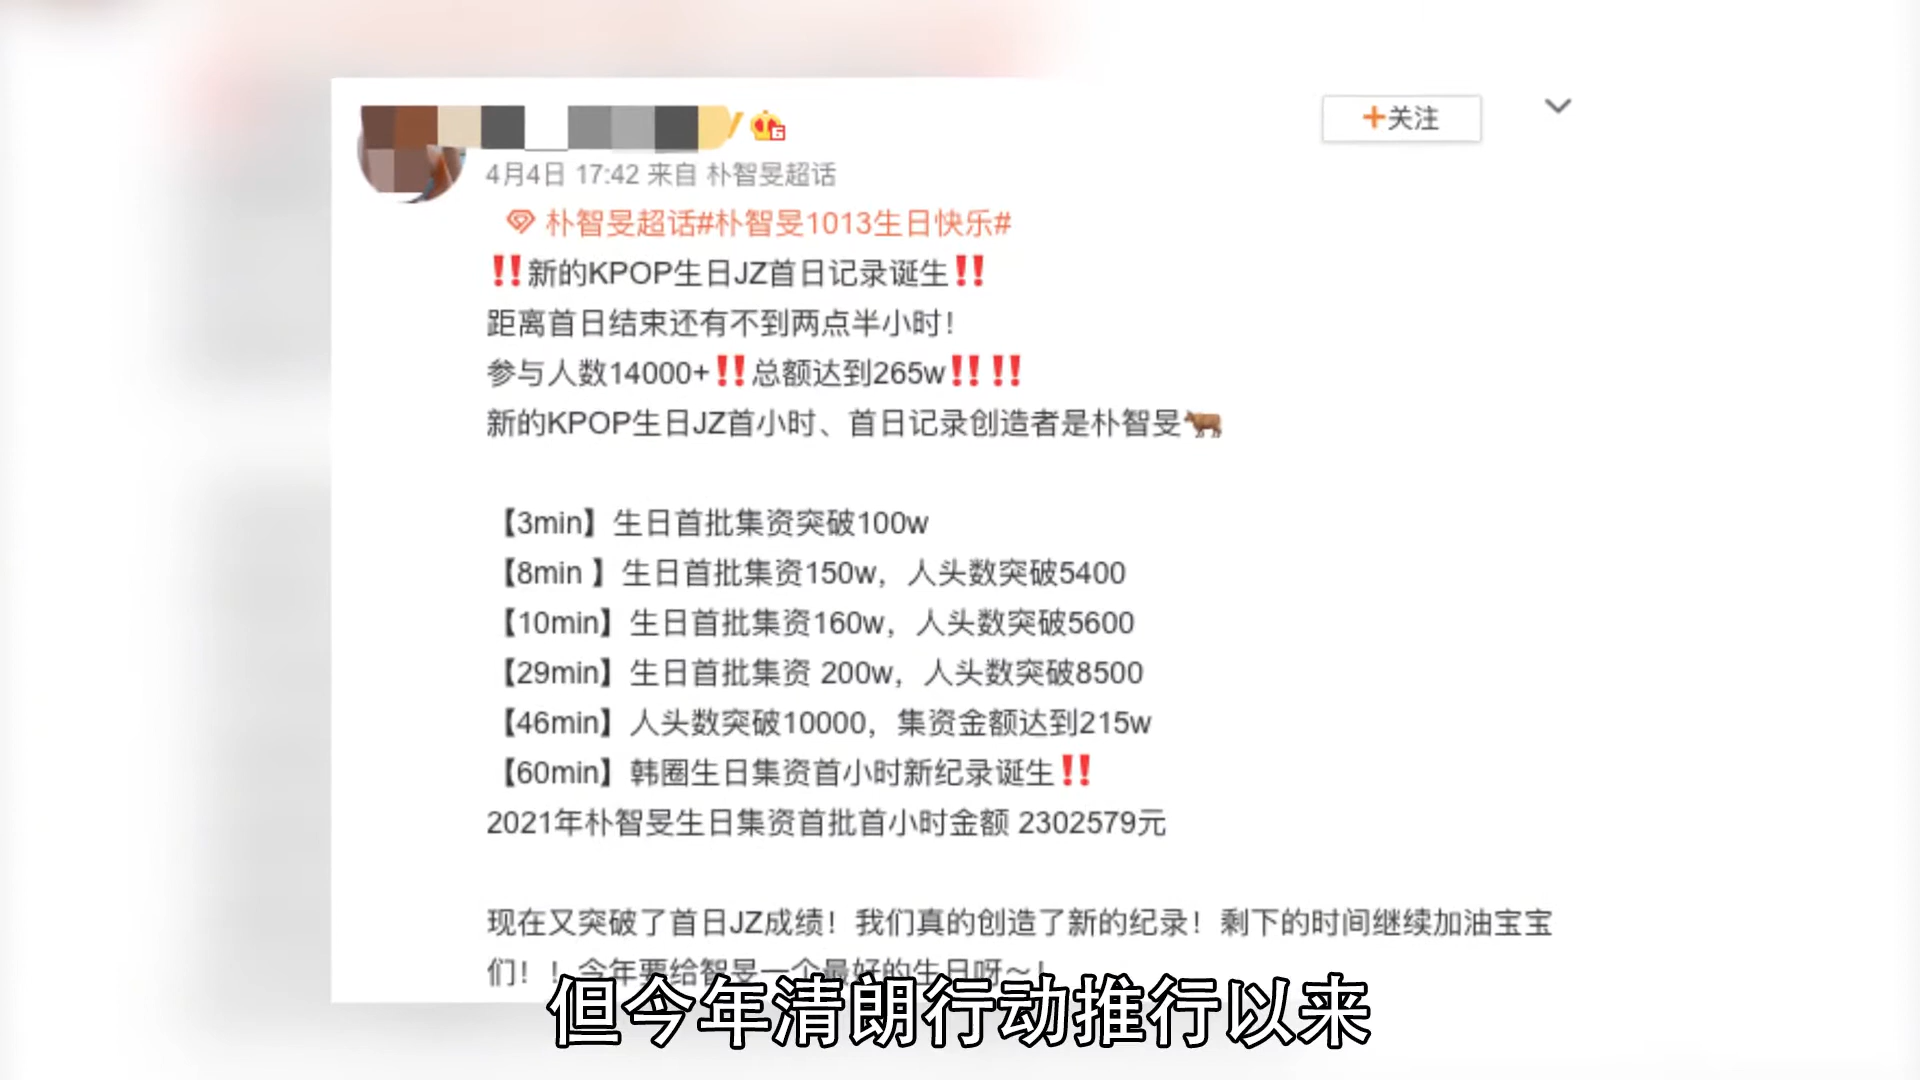 +关注
4月4日 17:42 来自 朴智旻超话
朴智旻超话#朴智旻1013生日快乐#
‼️新的KPOP生日JZ首日记录诞生‼️
距离首日结束还有不到两点半小时！
参与人数14000+‼️总额达到265w‼️‼️
新的KPOP生日JZ首小时、首日记录创造者是朴智旻🐂
【3min】生日首批集资突破100w
【8min 】生日首批集资150w，人头数突破5400
【10min】生日首批集资160w，人头数突破5600
【29min】生日首批集资 200w，人头数突破8500
【46min】人头数突破10000，集资金额达到215w
【60min】韩圈生日集资首小时新纪录诞生‼️
2021年朴智旻生日集资首批首小时金额 2302579元
现在又突破了首日JZ成绩！我们真的创造了新的纪录！剩下的时间继续加油宝宝
们！！今年要给智旻一个最好的生日呀～！
但今年清朗行动推行以来